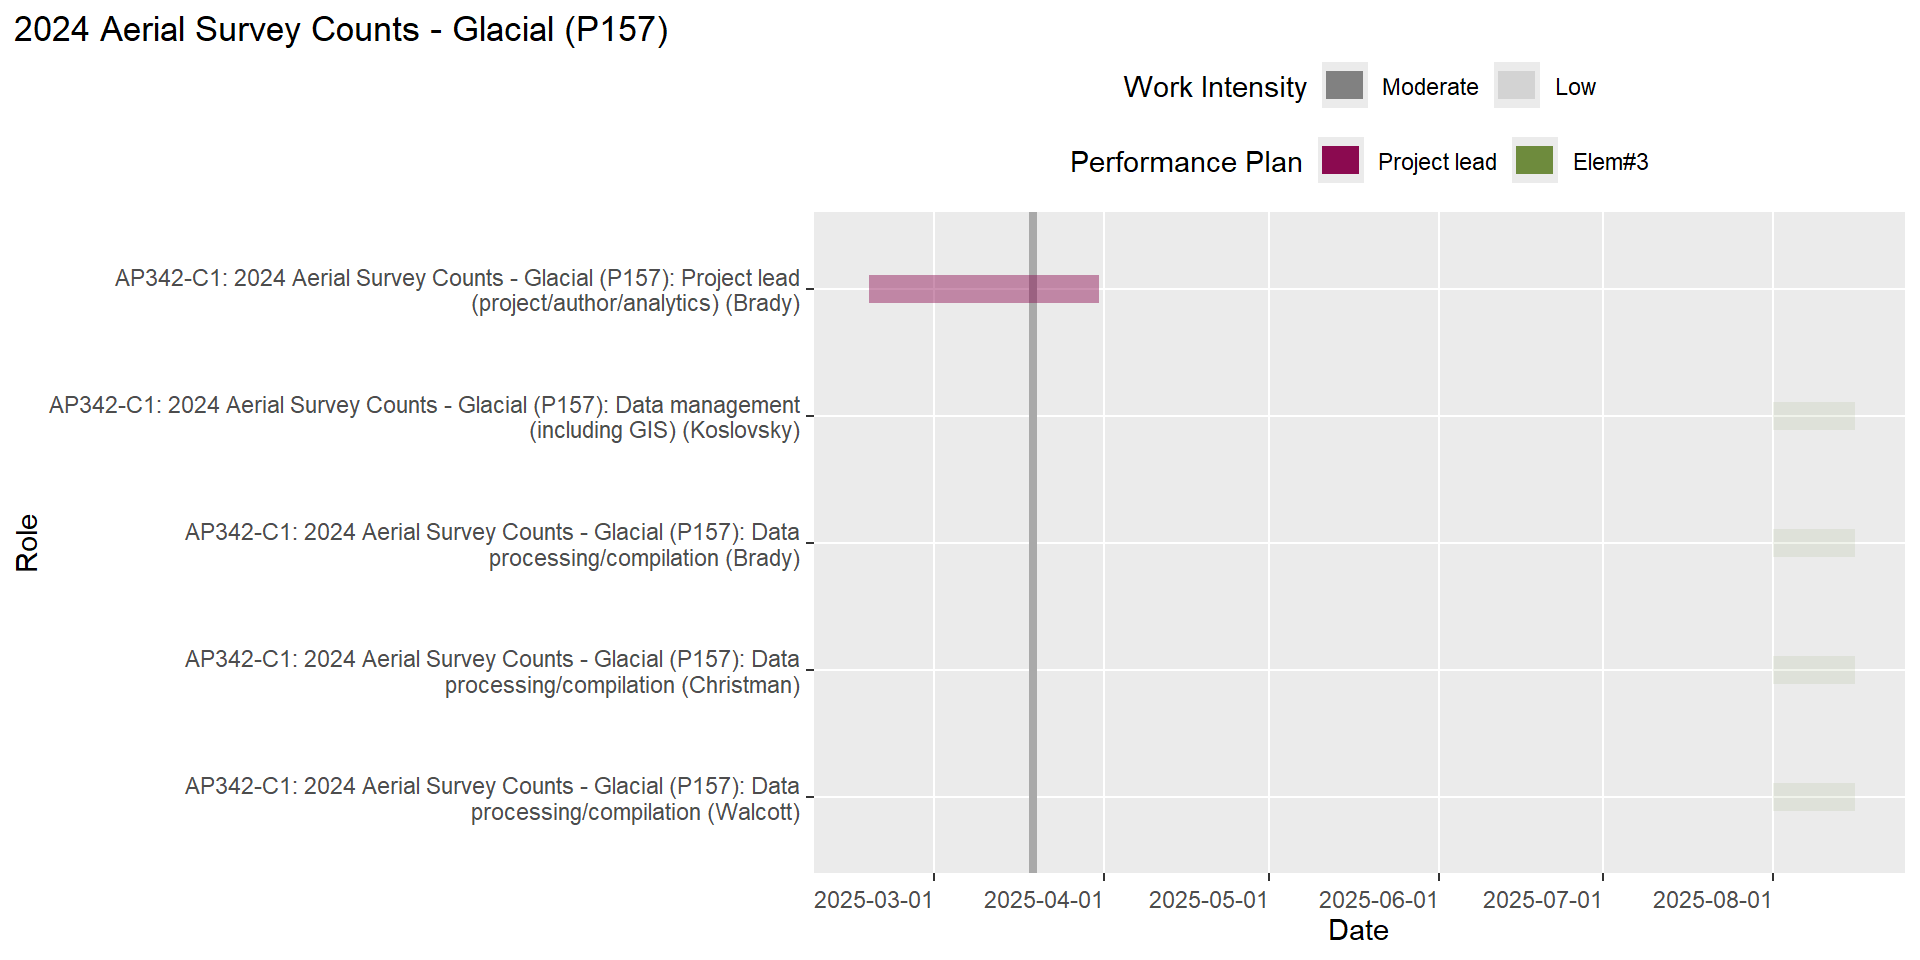 2024 Aerial Survey Counts - Glacial (P157)
Work Intensity Moderate Low
Performance Plan Project lead Elem#3
AP342-C1: 2024 Aerial Survey Counts - Glacial (P157): Project lead
(project/author/analytics) (Brady)
AP342-C1: 2024 Aerial Survey Counts - Glacial (P157): Data management
(including GIS) (Koslovsky)
AP342-C1: 2024 Aerial Survey Counts - Glacial (P157): Data
processing/compilation (Brady)
AP342-C1: 2024 Aerial Survey Counts - Glacial (P157): Data
processing/compilation (Christman)
AP342-C1: 2024 Aerial Survey Counts - Glacial (P157): Data
processing/compilation (Walcott)
Role
2025-03-01 2025-04-01 2025-05-01 2025-06-01 2025-07-01 2025-08-01
Date